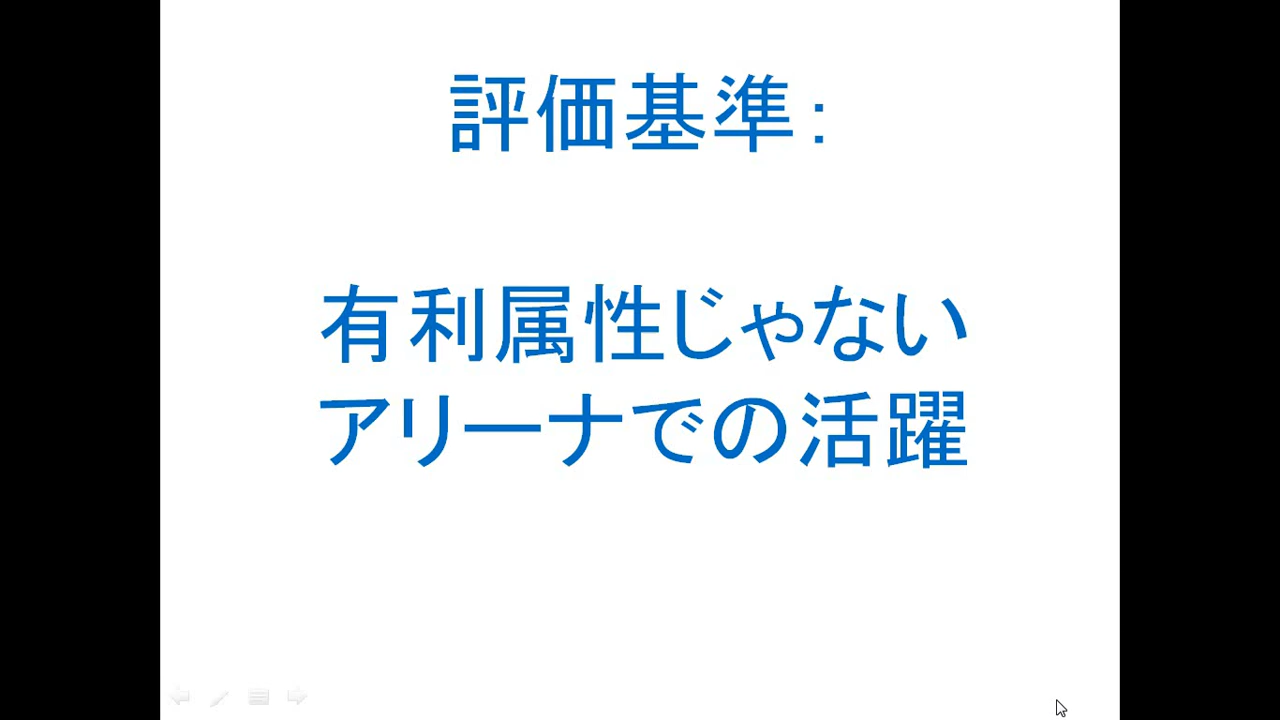 評価基準：
有利属性じゃない
アリーナでの活躍